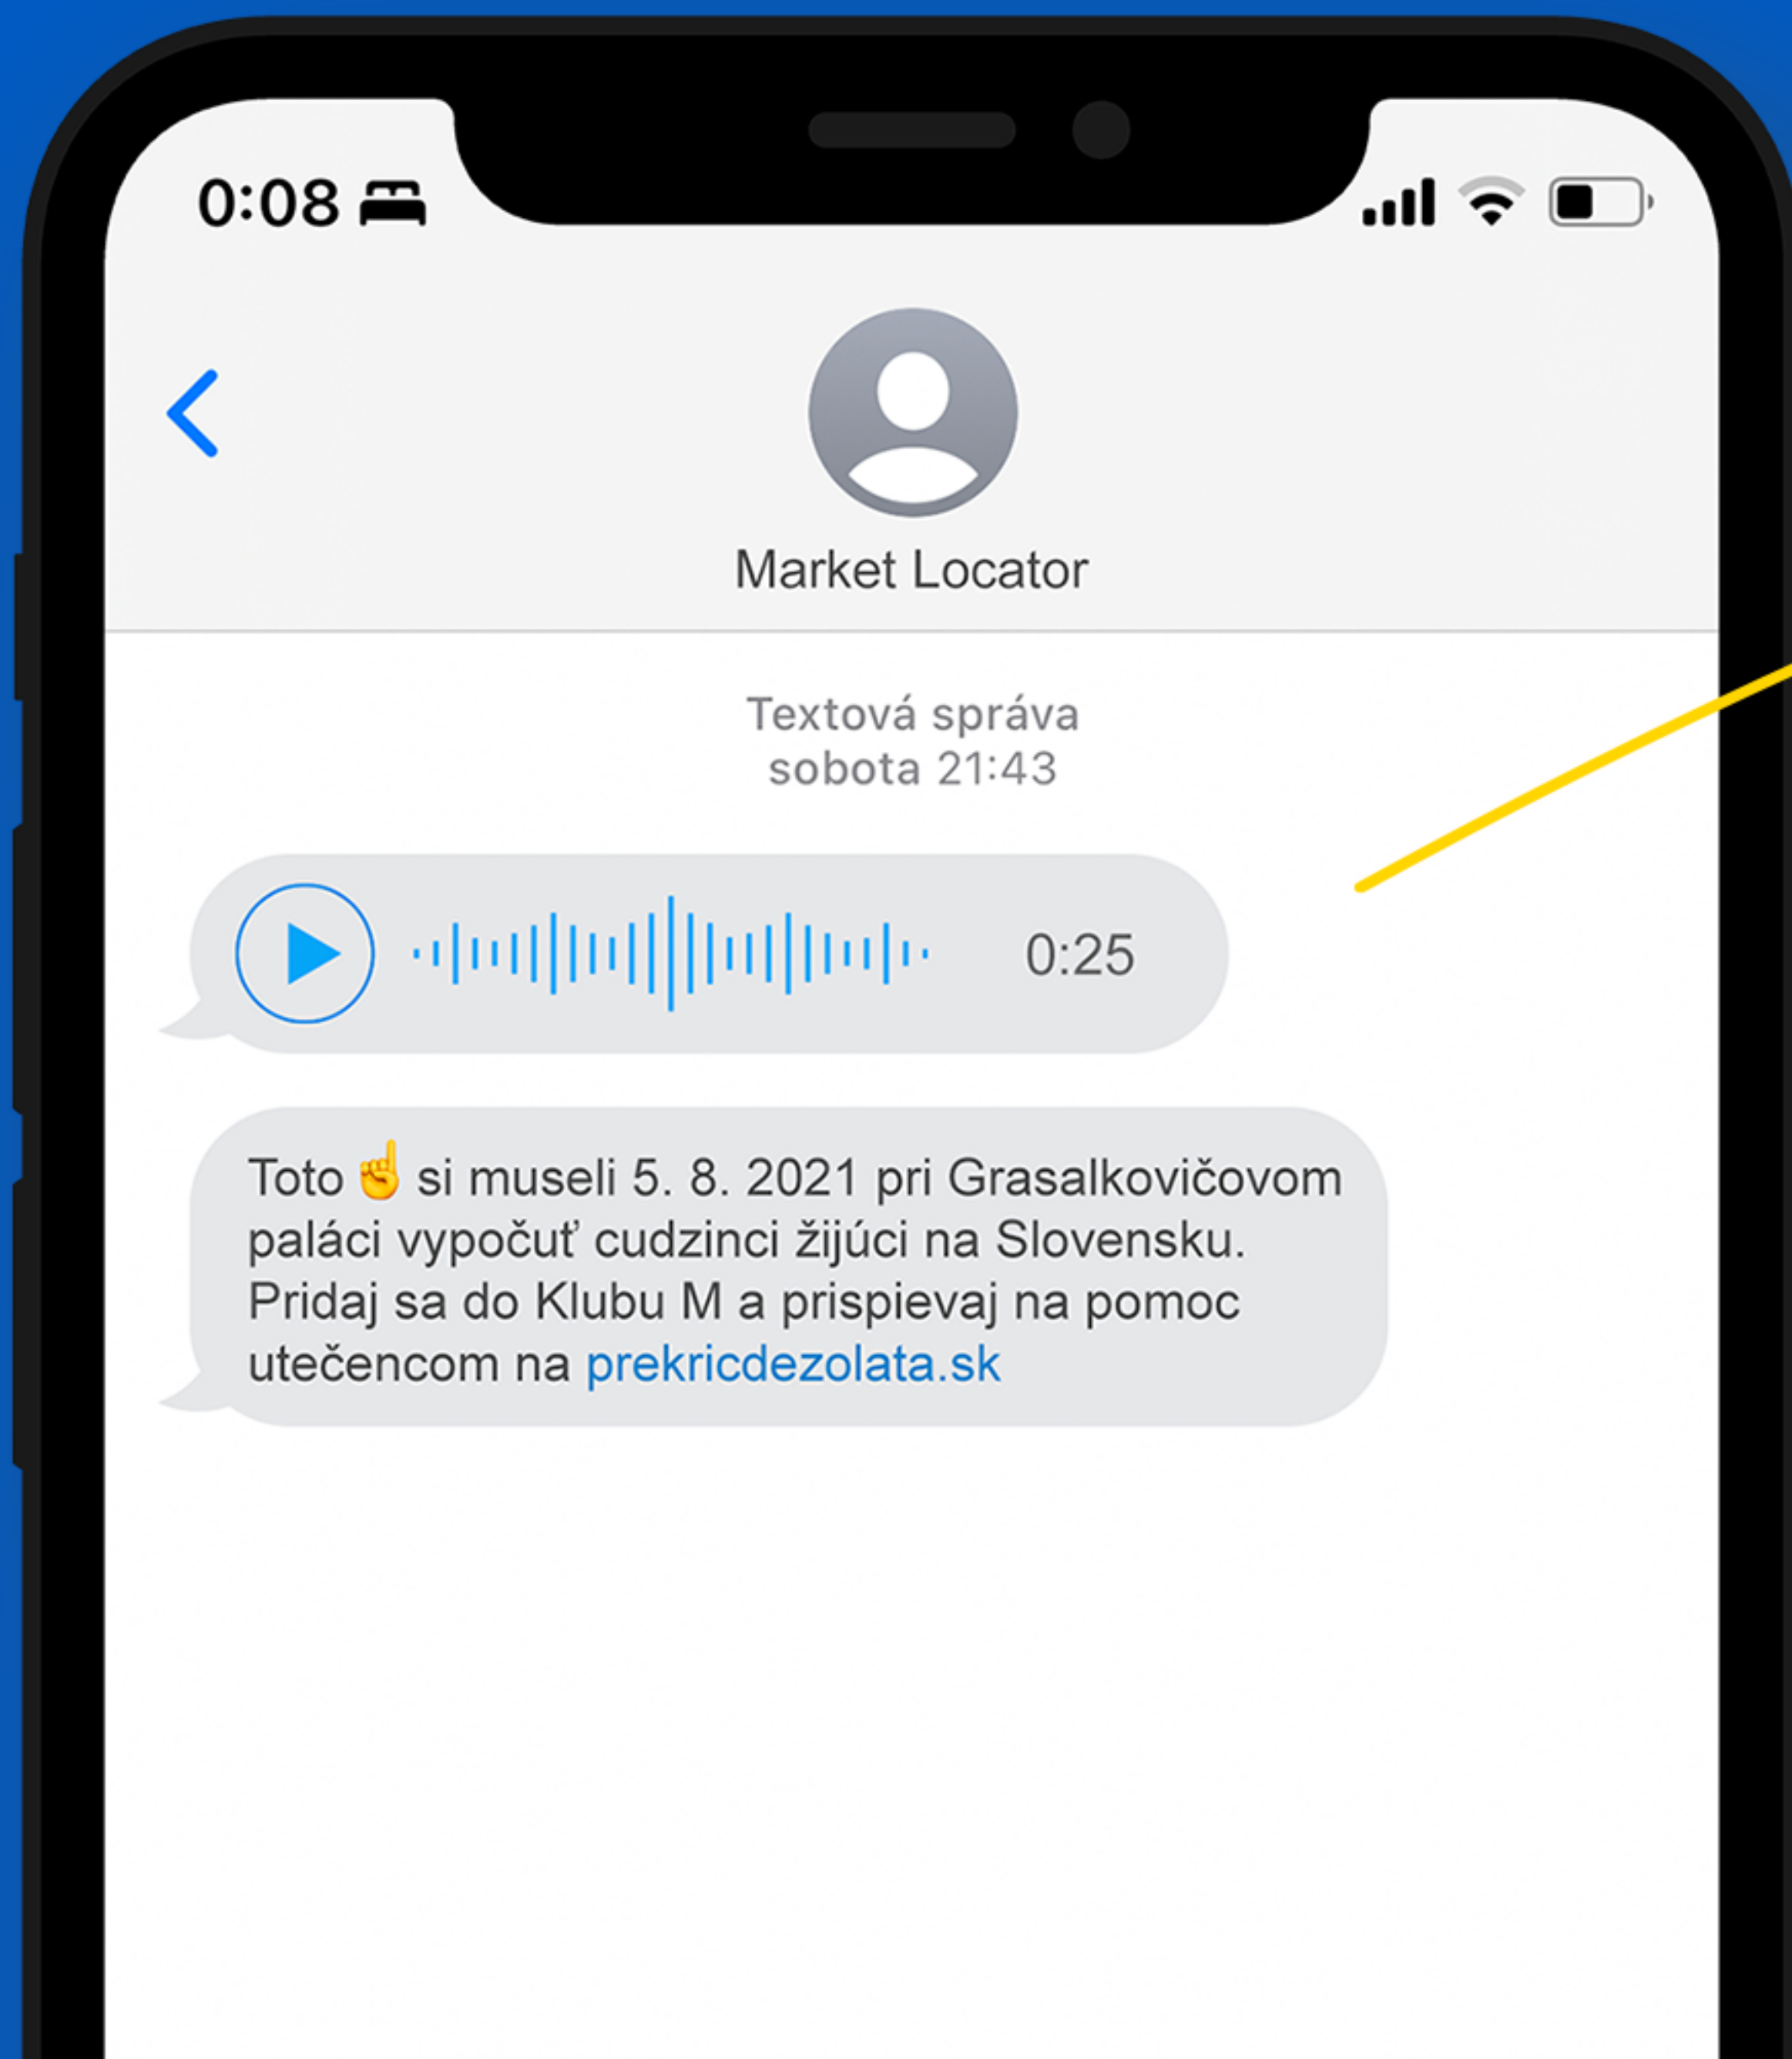 0:08
Market Locator
Textová správa
sobota 21:43
0:25
Toto ☝️ si museli 5. 8. 2021 pri Grasalkovičovom
paláci vypočuť cudzinci žijúci na Slovensku.
Pridaj sa do Klubu M a prispievaj na pomoc
utečencom na prekricdezolata.sk